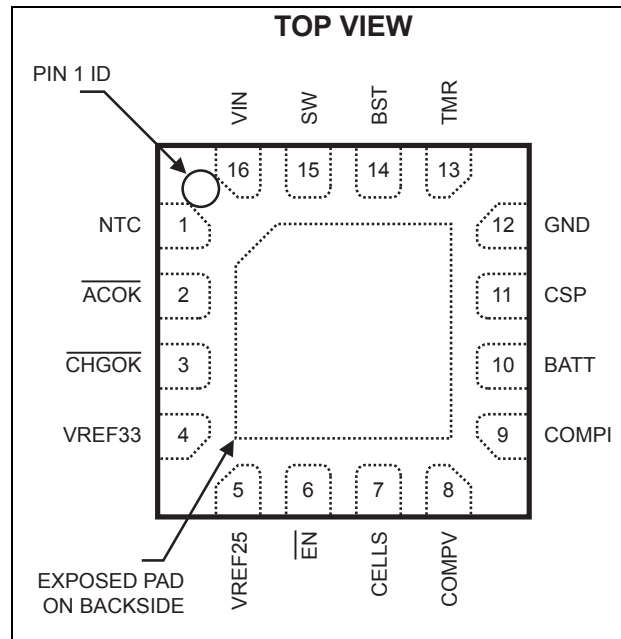 TOP VIEW
PIN 1 ID
VIN
SW
BST
TMR
16
15
14
13
NTC
1
12
GND
ACOK
2
11
CSP
CHGOK
3
10
BATT
VREF33
4
9
COMPI
5
6
7
8
VREF25
EN
CELLS
COMPV
EXPOSED PAD
ON BACKSIDE